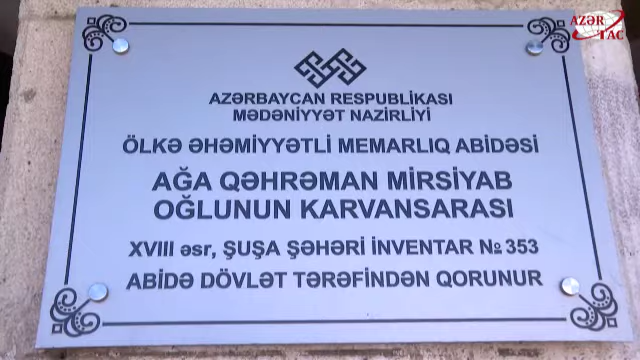 AZƏR
TAC
AZƏRBAYCAN RESPUBLİKASI
MƏDƏNİYYƏT NAZİRLİYİ
ÖLKƏ ƏHƏMİYYƏTLİ MEMARLIQ ABİDƏSİ
AĞA QƏHRƏMAN MİRSİYAB
OĞLUNUN KARVANSARASI
XVIII əsr, ŞUŞA ŞƏHƏRİ İNVENTAR № 353
ABİDƏ DÖVLƏT TƏRƏFİNDƏN QORUNUR